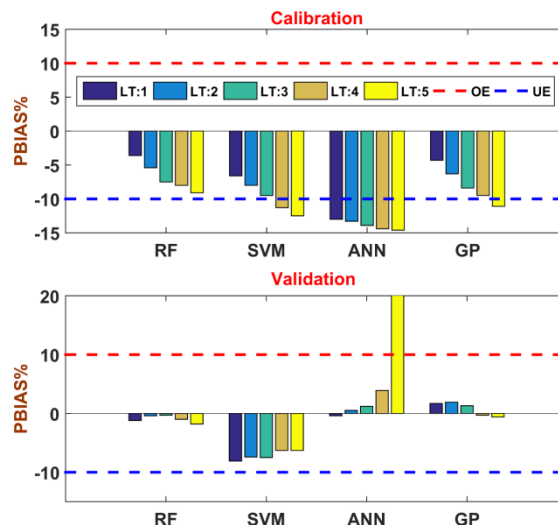 Calibration
PBIAS%
15
10
5
0
-5
-10
-15
LT:1 LT:2 LT:3 LT:4 LT:5 OE UE
RF SVM ANN GP
Validation
PBIAS%
20
10
0
-10
RF SVM ANN GP